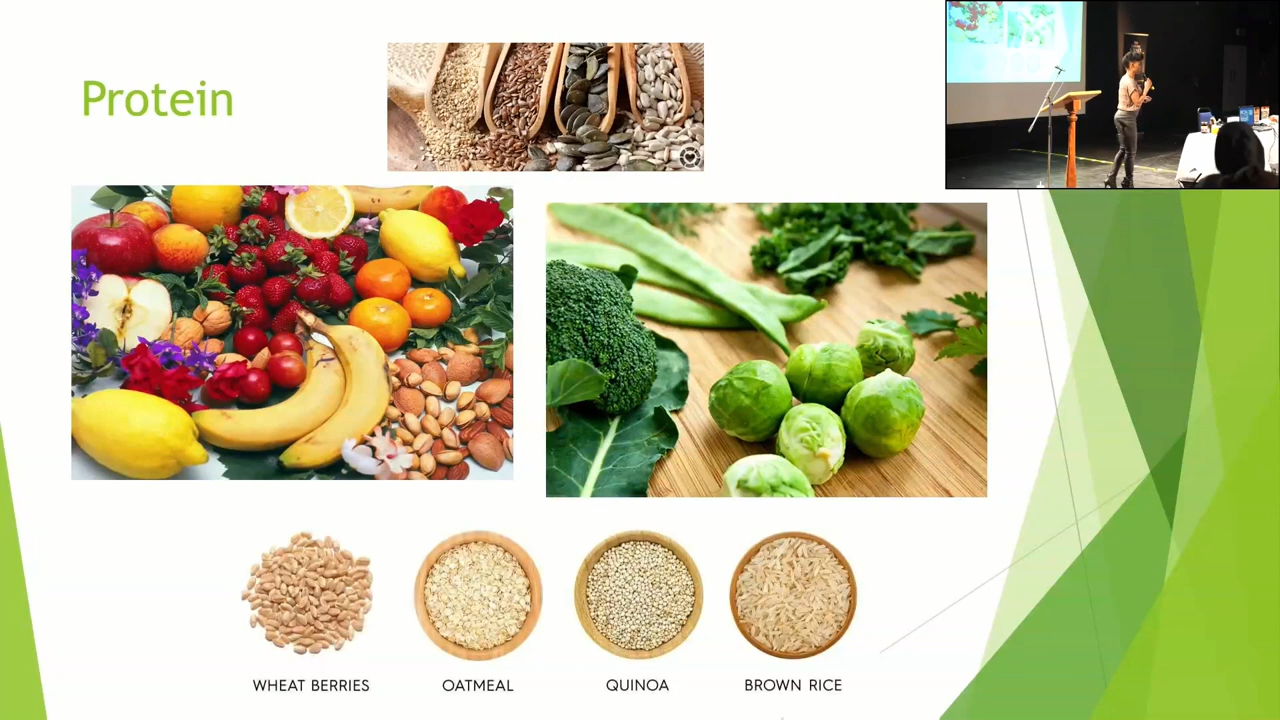 Protein
WHEAT BERRIES
OATMEAL
QUINOA
BROWN RICE